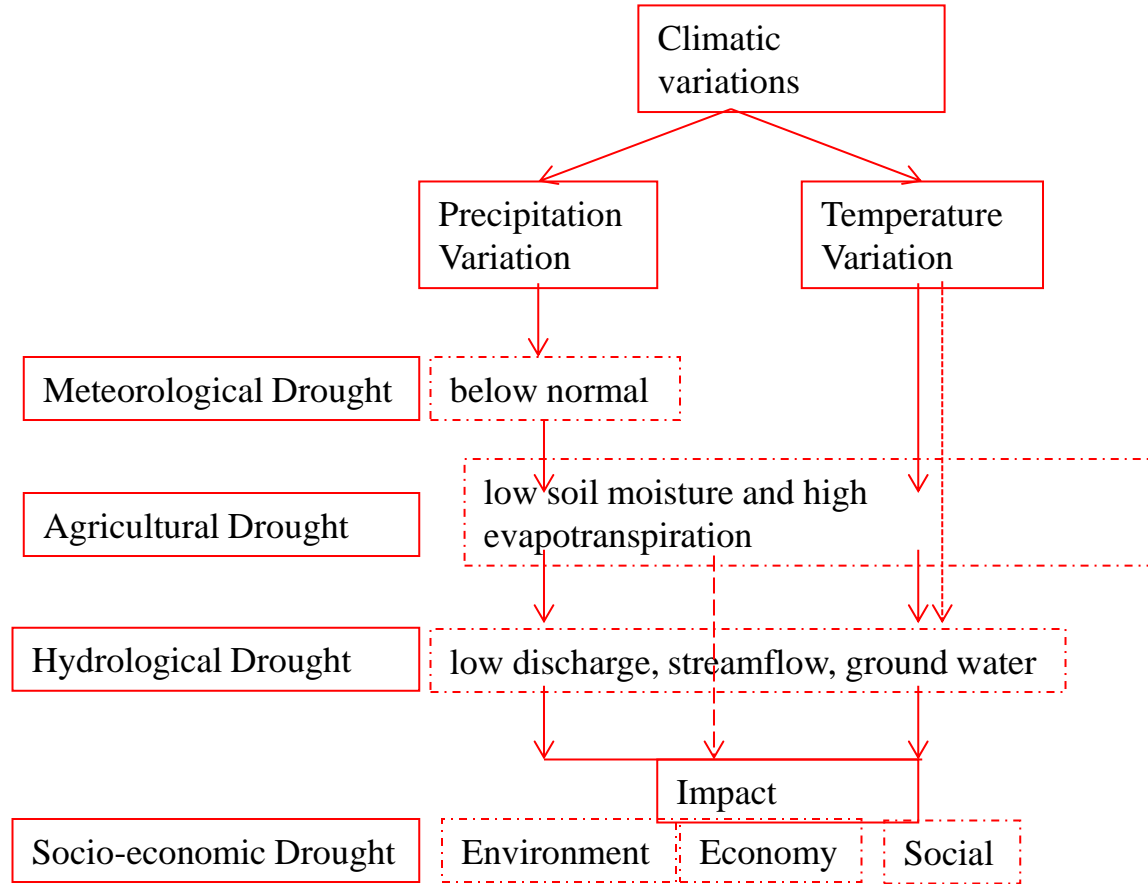 Climatic
variations
Precipitation
Variation
Temperature
Variation
Meteorological Drought
below normal
Agricultural Drought
low soil moisture and high
evapotranspiration
Hydrological Drought
low discharge, streamflow, ground water
Impact
Socio-economic Drought
Environment
Economy
Social